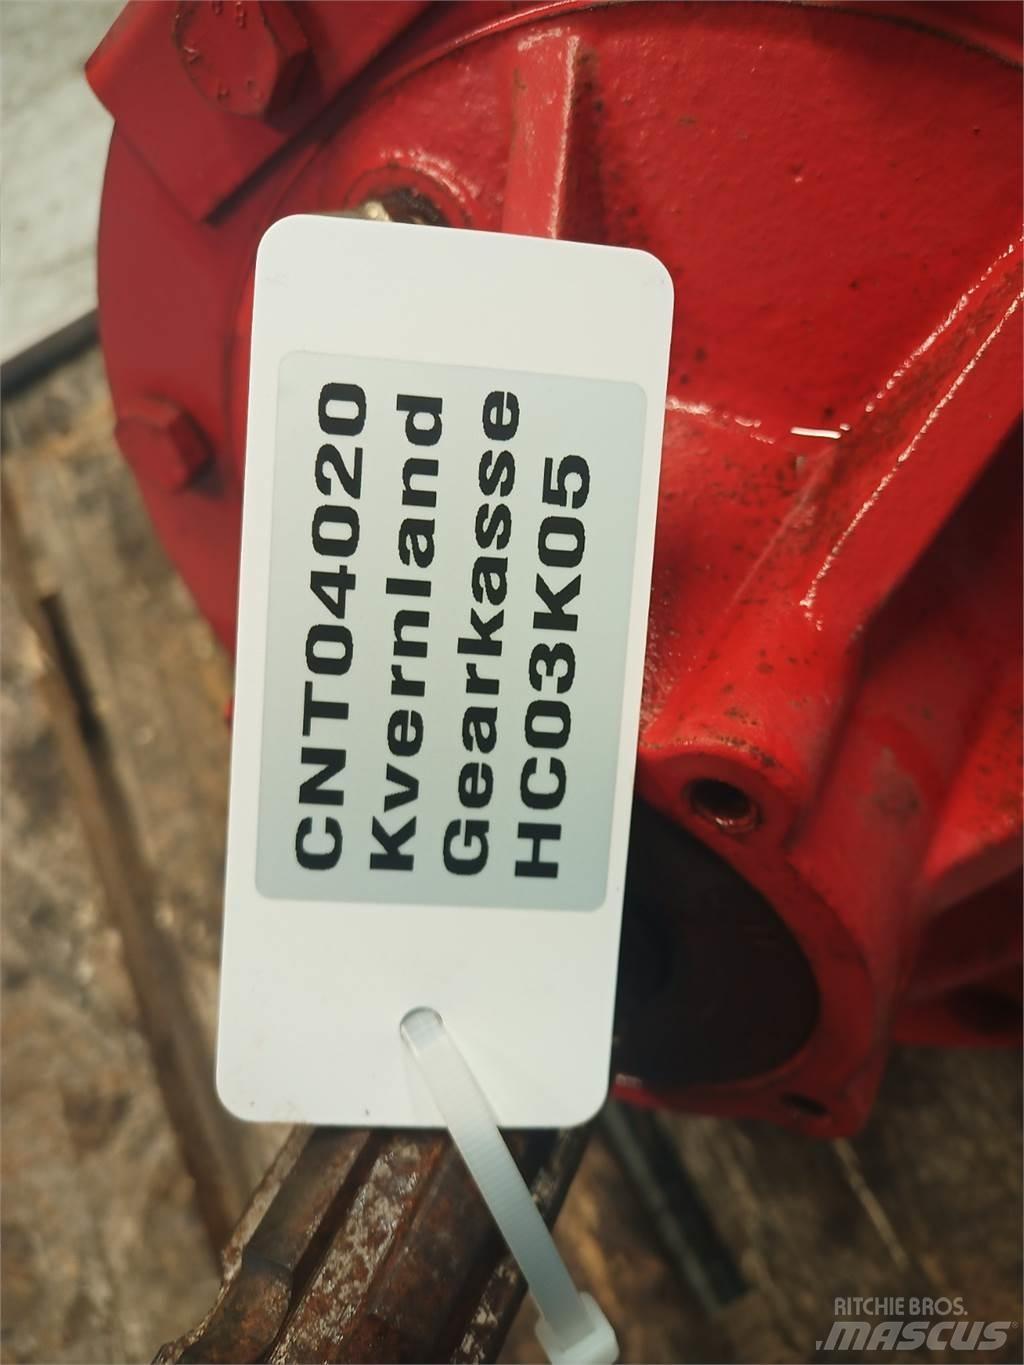 CNT04020
Kvernland
Gearkasse
HC03K05
RITCHIE BROS.
MASCUS